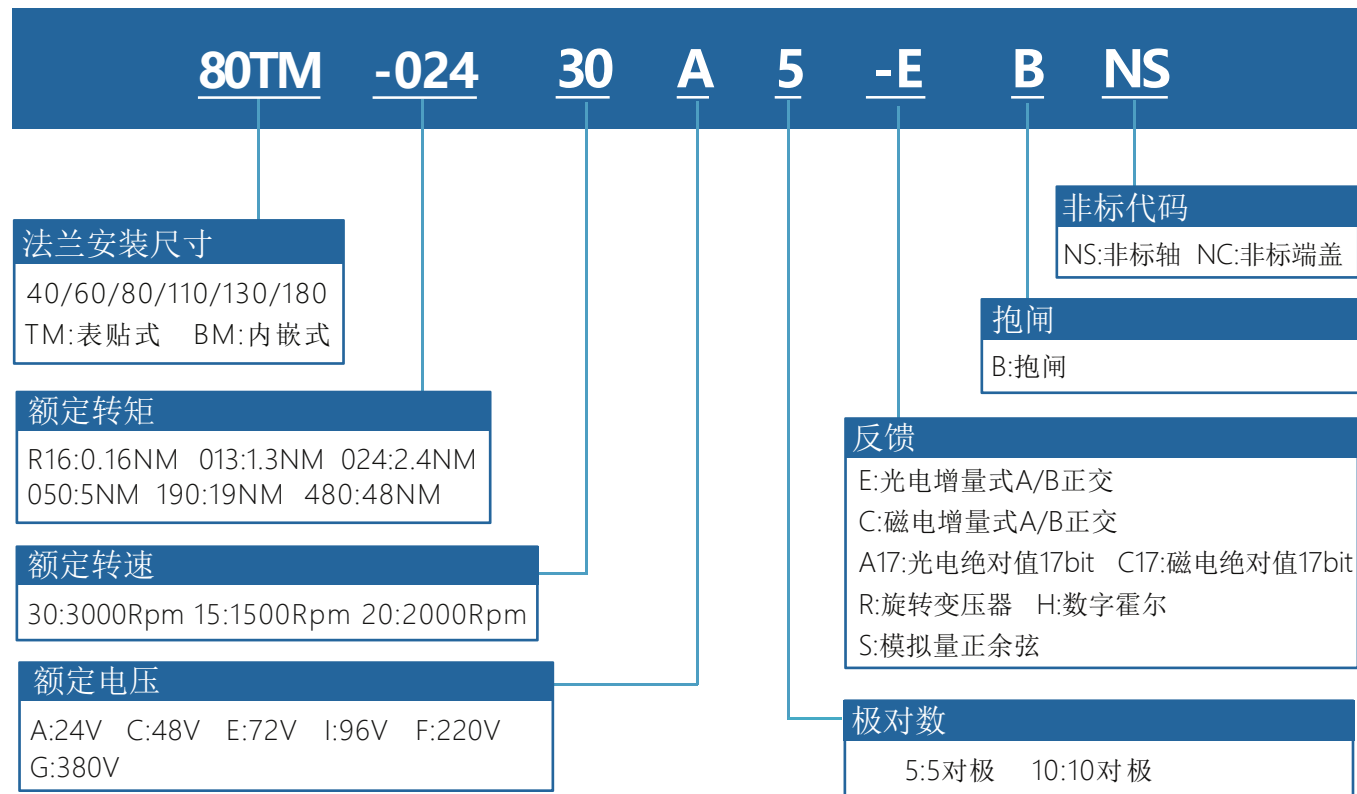 80TM -024 30 A 5 -E B NS
法兰安装尺寸
40/60/80/110/130/180
TM:表贴式 BM:内嵌式
额定转矩
R16:0.16NM 013:1.3NM 024:2.4NM
050:5NM 190:19NM 480:48NM
额定转速
30:3000Rpm 15:1500Rpm 20:2000Rpm
额定电压
A:24V C:48V E:72V I:96V F:220V
G:380V
非标代码
NS:非标轴 NC:非标端盖
抱闸
B:抱闸
反馈
E:光电增量式A/B正交
C:磁电增量式A/B正交
A17:光电绝对值17bit C17:磁电绝对值17bit
R:旋转变压器 H:数字霍尔
S:模拟量正余弦
极对数
5:5对极 10:10对极